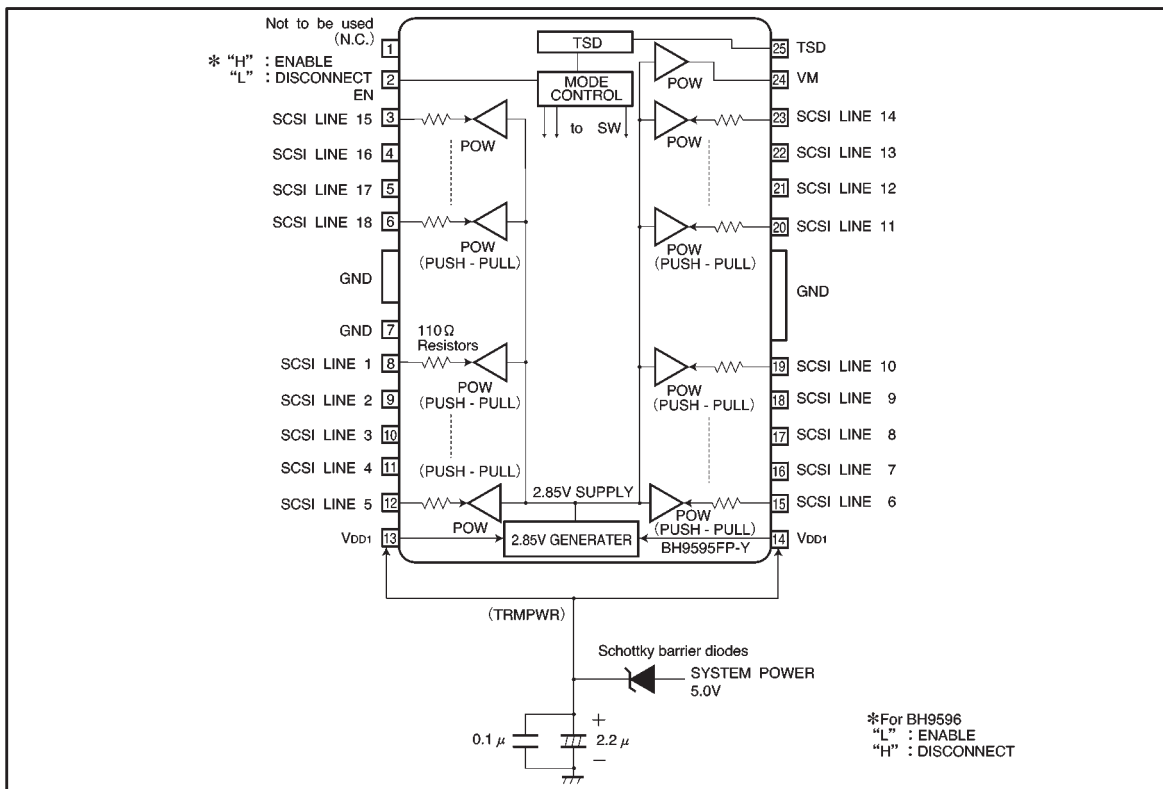 Not to be used
(N.C.)
1
* "H" : ENABLE
"L" : DISCONNECT
EN
2
SCSI LINE 15
3
SCSI LINE 16
4
SCSI LINE 17
5
SCSI LINE 18
6
GND
GND
7
SCSI LINE 1
8
SCSI LINE 2
9
SCSI LINE 3
10
SCSI LINE 4
11
SCSI LINE 5
12
VDD1
13
POW
POW
(PUSH - PULL)
110Ω
Resistors
POW
(PUSH - PULL)
(PUSH - PULL)
POW
TSD
MODE
CONTROL
to SW
2.85V SUPPLY
2.85V GENERATER
POW
POW
POW
(PUSH - PULL)
POW
(PUSH - PULL)
POW
(PUSH - PULL)
BH9595FP-Y
25
TSD
24
VM
23
SCSI LINE 14
22
SCSI LINE 13
21
SCSI LINE 12
20
SCSI LINE 11
GND
19
SCSI LINE 10
18
SCSI LINE 9
17
SCSI LINE 8
16
SCSI LINE 7
15
SCSI LINE 6
14
VDD1
(TRMPWR)
Schottky barrier diodes
SYSTEM POWER
5.0V
0.1 μ
+
2.2 μ
−
*For BH9596
"L" : ENABLE
"H" : DISCONNECT